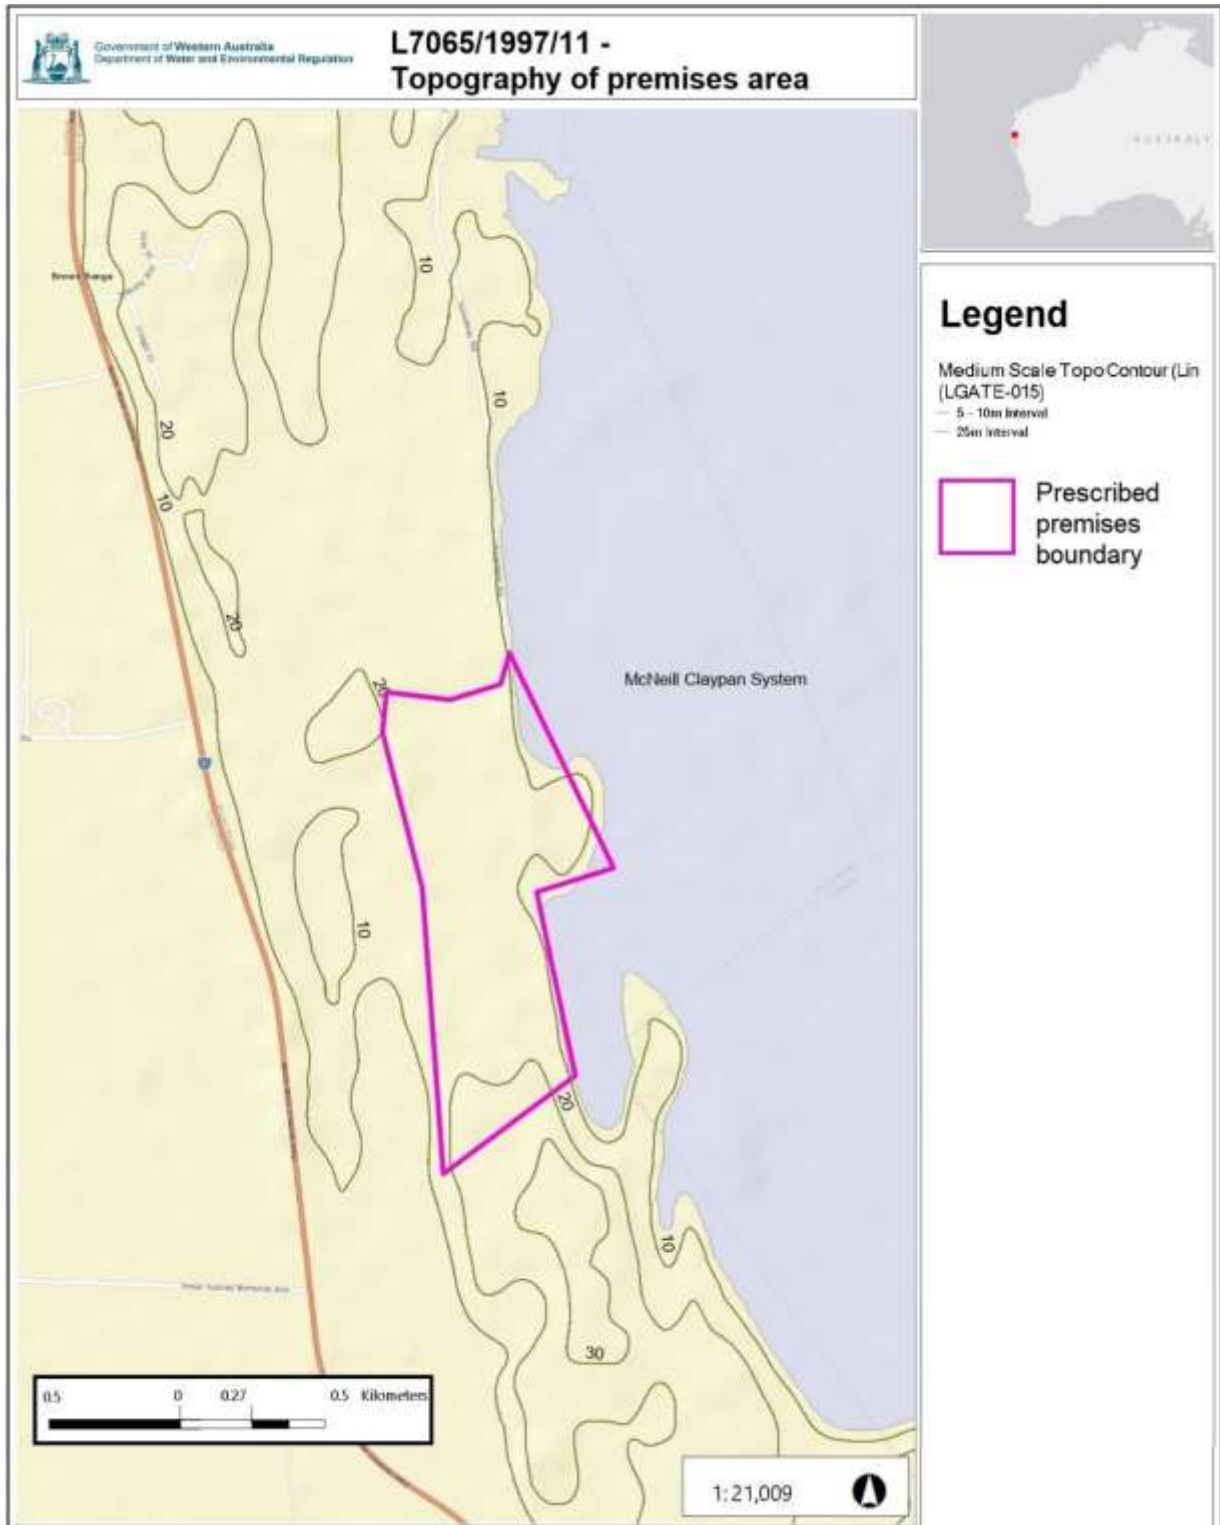 Government of Western Australia
Department of Water and Environmental Regulation
L7065/1997/11 -
Topography of premises area
Legend
Medium Scale Topo Contour (Lin
(LGATE-015)
5 - 10m Interval
25m Interval
Prescribed
premises
boundary
Brown Range
10
10
20
10
20
20
McNeill Claypan System
10
20
10
30
0.5 0 0.27 0.5 Kilometers
1: 21,009